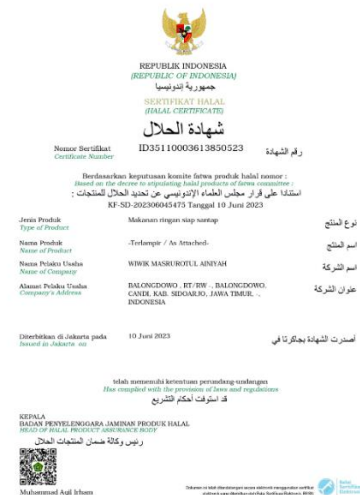 REPUBLIK INDONESIA
(REPUBLIC OF INDONESIA)
جمهورية إندونيسيا
SERTIFIKAT HALAL
(HALAL CERTIFICATE)
شهادة الحلال
Nomor Sertifikat ID35110003613850523 رقم الشهادة
Certificate Number
Berdasarkan keputusan komite fatwa produk halal nomor :
Based on the decree to stipulating halal products of fatwa committee :
استنادا على قرار مجلس العلماء الإندونيسي عن تحديد الحلال للمنتجات :
KF-SD-202306045475 Tanggal 10 Juni 2023
Jenis Produk Makanan ringan siap santap نوع المنتج
Type of Product
Nama Produk -Terlampir / As Attached- اسم المنتج
Name of Product
Nama Pelaku Usaha WIWIK MASRUROTUL AINIYAH اسم الشركة
Name of Company
Alamat Pelaku Usaha BALONGDOWO , RT/RW -, BALONGDOWO, عنوان الشركة
Company's Address CANDI, KAB. SIDOARJO, JAWA TIMUR, -,
INDONESIA
Diterbitkan di Jakarta pada 10 Juni 2023 أصدرت الشهادة بجاكرتا في
Issued in Jakarta on
telah memenuhi ketentuan perundang-undangan
Has complied with the provision of laws and regulations
قد استوفت أحكام التشريع
KEPALA
BADAN PENYELENGGARA JAMINAN PRODUK HALAL
HEAD OF HALAL PRODUCT ASSURANCE BODY
رئيس وكالة ضمان المنتجات الحلال
Muhammad Aqil Irham
Balai
Sertifikasi
Elektronik